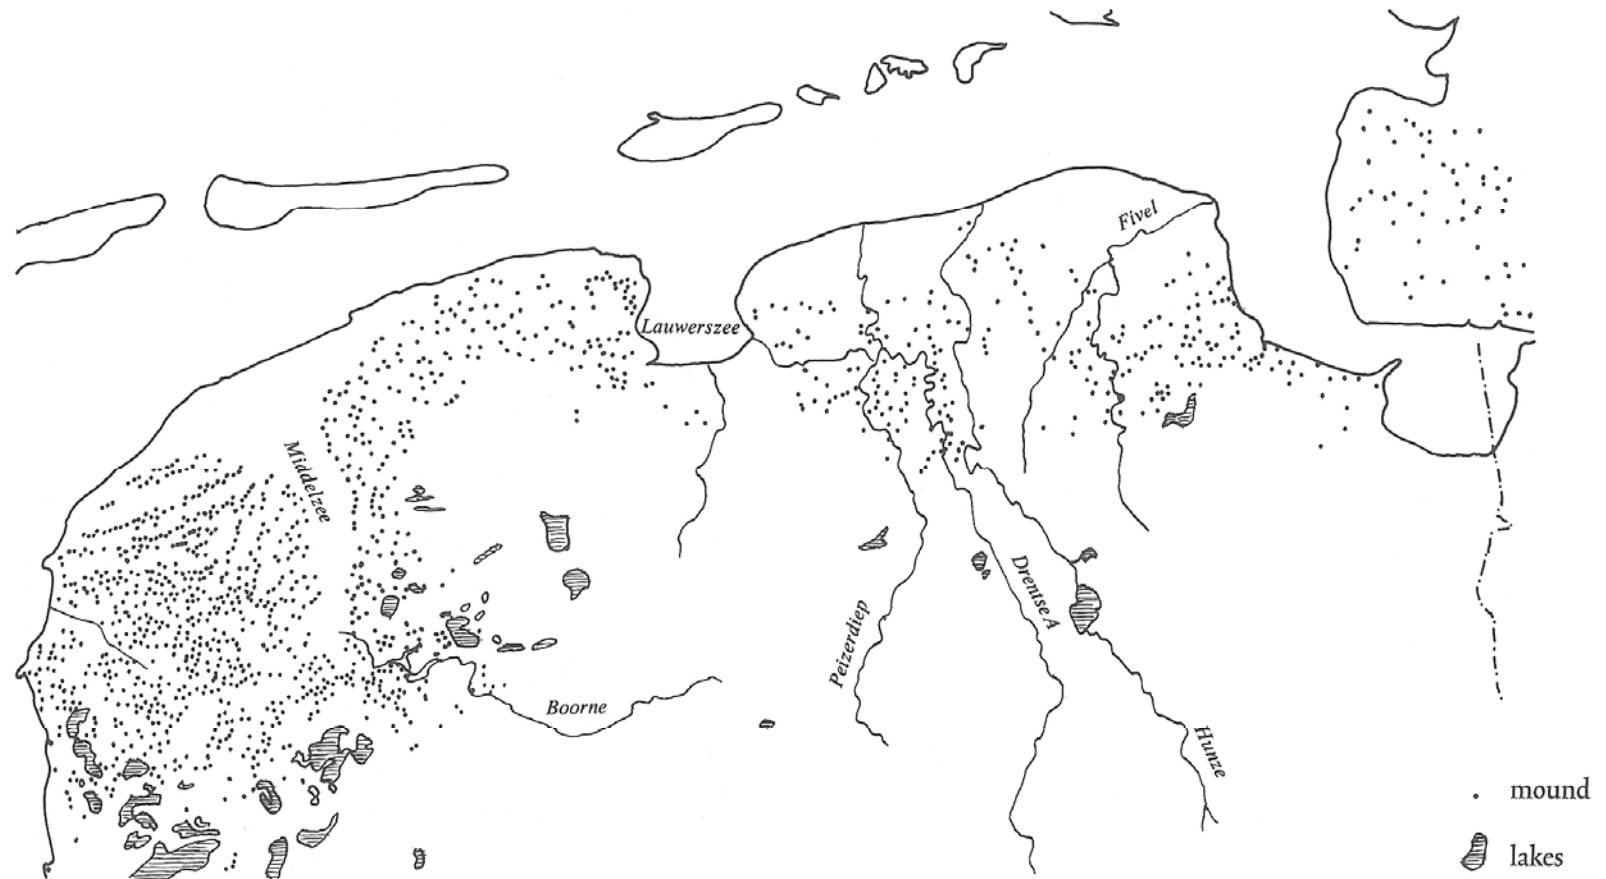 Fivel
Lauwerszee
Middelzee
Drentse A
Peizerdiep
Boorne
Hunze
mound
lakes